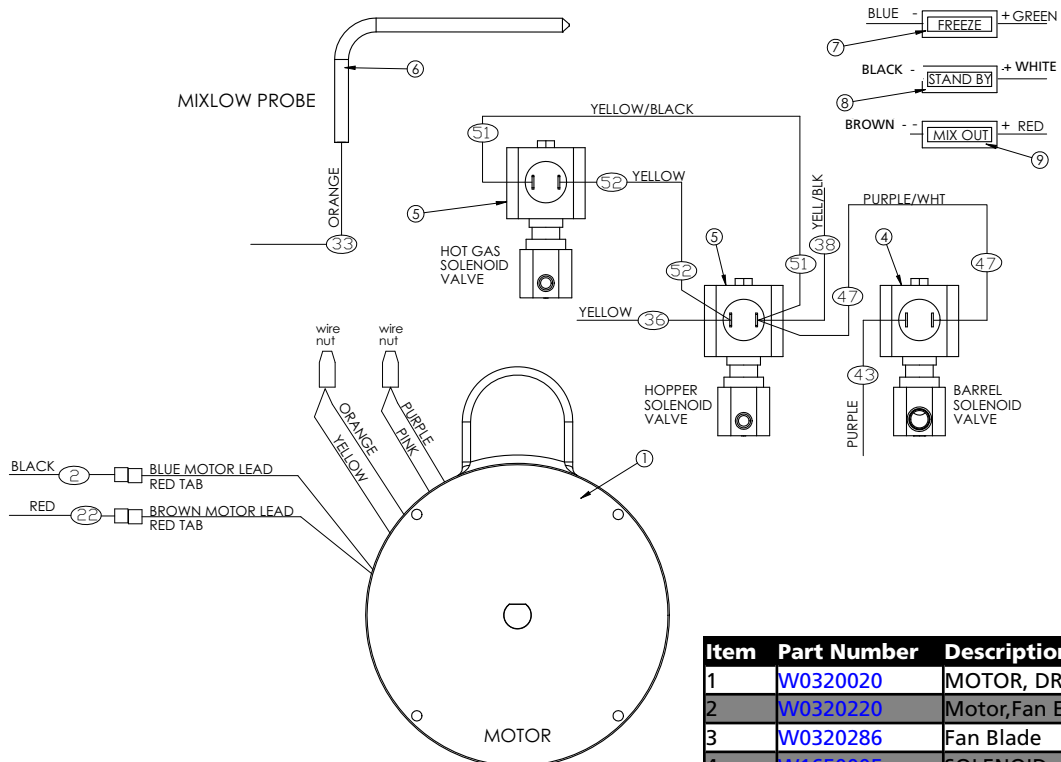 BLUE - FREEZE + GREEN
7
BLACK - STAND BY + WHITE
8
BROWN - - MIX OUT + RED
9
6
MIXLOW PROBE
ORANGE
33
YELLOW/BLACK
51
52 YELLOW
5
HOT GAS
SOLENOID
VALVE
YELL/BLK
38
PURPLE/WHT
47
47
5
4
52
51
YELLOW 36
43
PURPLE
HOPPER
SOLENOID
VALVE
BARREL
SOLENOID
VALVE
wire
nut
wire
nut
ORANGE
YELLOW
PURPLE
PINK
1
BLACK 2 BLUE MOTOR LEAD
RED TAB
RED 22 BROWN MOTOR LEAD
RED TAB
MOTOR
Item Part Number Description
1 W0320020 MOTOR, DR
2 W0320220 Motor,Fan B
3 W0320286 Fan Blade